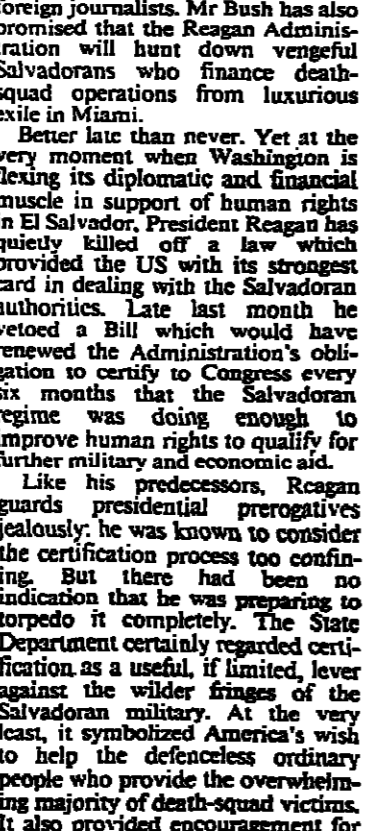 foreign journalists. Mr Bush has also
promised that the Reagan Adminis-
tration will hunt down vengeful
Salvadorans who finance death-
squad operations from luxurious
exile in Miami.
Better late than never. Yet at the
very moment when Washington is
flexing its diplomatic and financial
muscle in support of human rights
in El Salvador, President Reagan has
quietly killed off a law which
provided the US with its strongest
card in dealing with the Salvadoran
authorities. Late last month he
vetoed a Bill which would have
renewed the Administration's obli-
gation to certify to Congress every
six months that the Salvadoran
regime was doing enough to
improve human rights to qualify for
further military and economic aid.
Like his predecessors, Reagan
guards presidential prerogatives
jealously: he was known to consider
the certification process too confin-
ing. But there had been no
indication that he was preparing to
torpedo it completely. The State
Department certainly regarded certi-
fication as a useful, if limited, lever
against the wilder fringes of the
Salvadoran military. At the very
least, it symbolized America's wish
to help the defenceless ordinary
people who provide the overwhelm-
ing majority of death-squad victims.
It also provided encouragement for